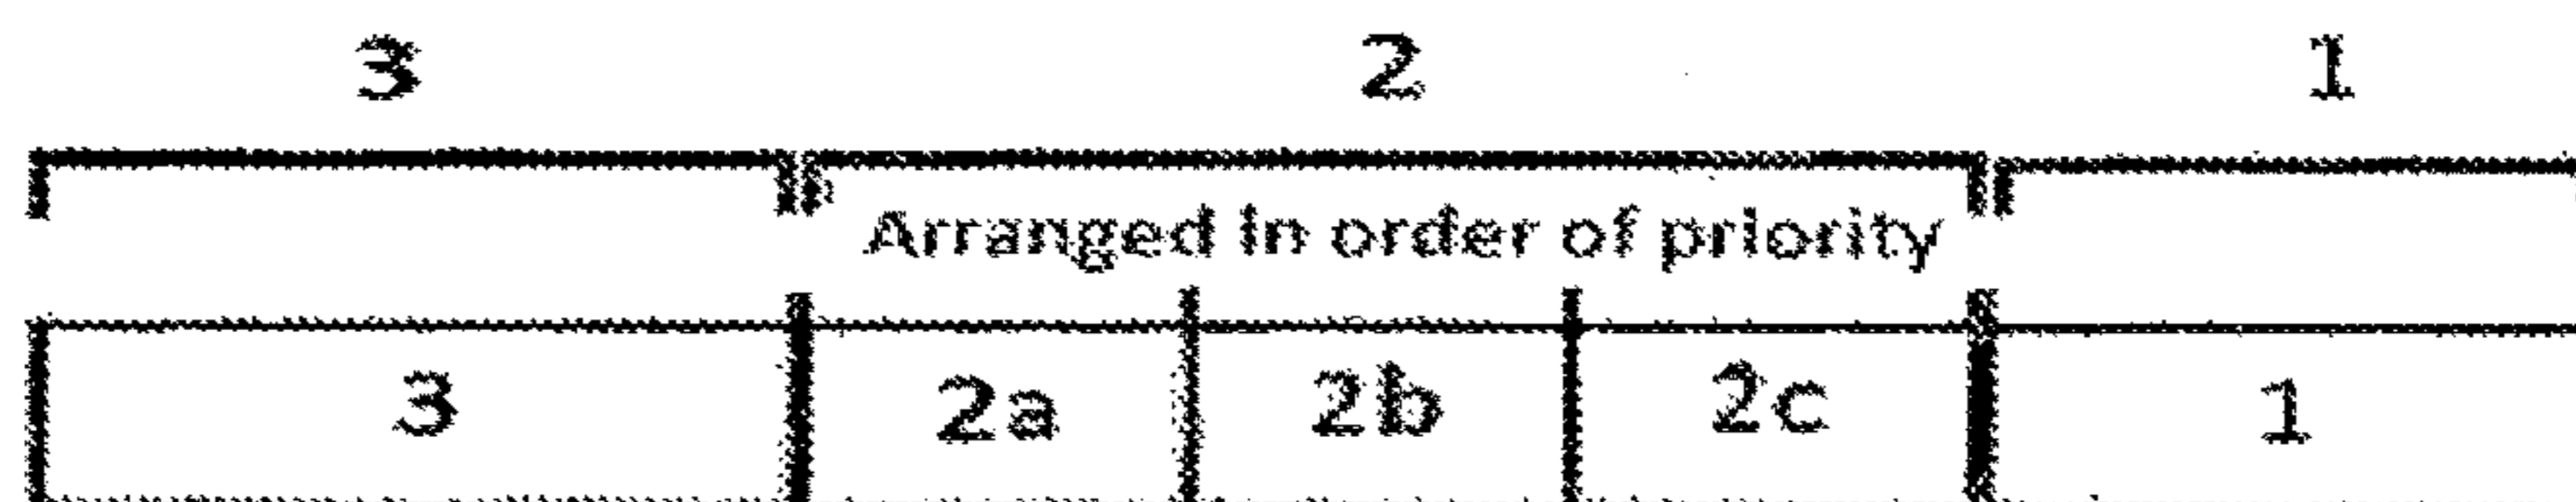 3 2 1
Arranged in order of priority
3 2a 2b 2c 1